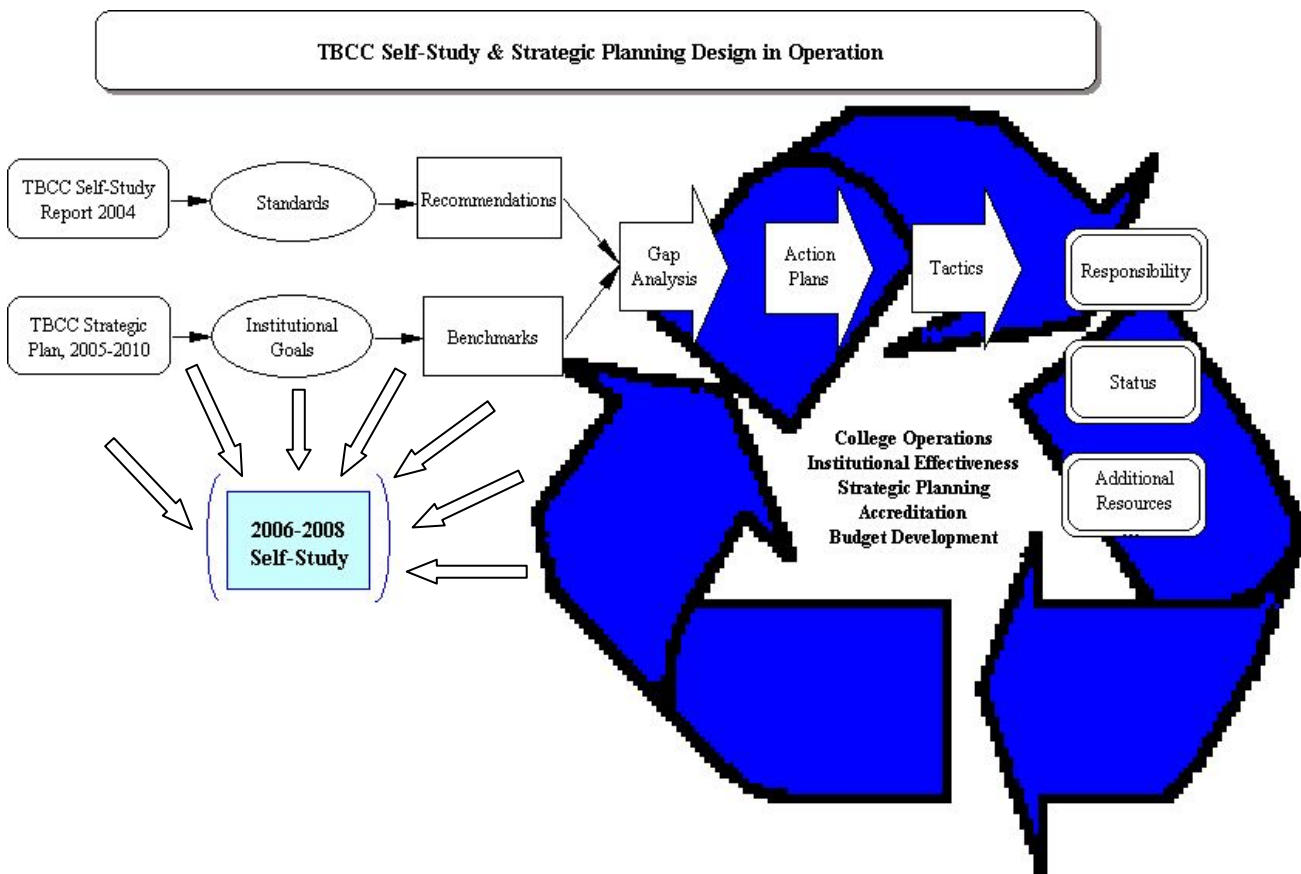 TBCC Self-Study & Strategic Planning Design in Operation
TBCC Self-Study
Report 2004
Standards
Recommendations
Gap
Analysis
Action
Plans
Tactics
Responsibility
TBCC Strategic
Plan, 2005-2010
Institutional
Goals
Benchmarks
Status
College Operations
Institutional Effectiveness
Strategic Planning
Accreditation
Budget Development
Additional
Resources
...
2006-2008
Self-Study